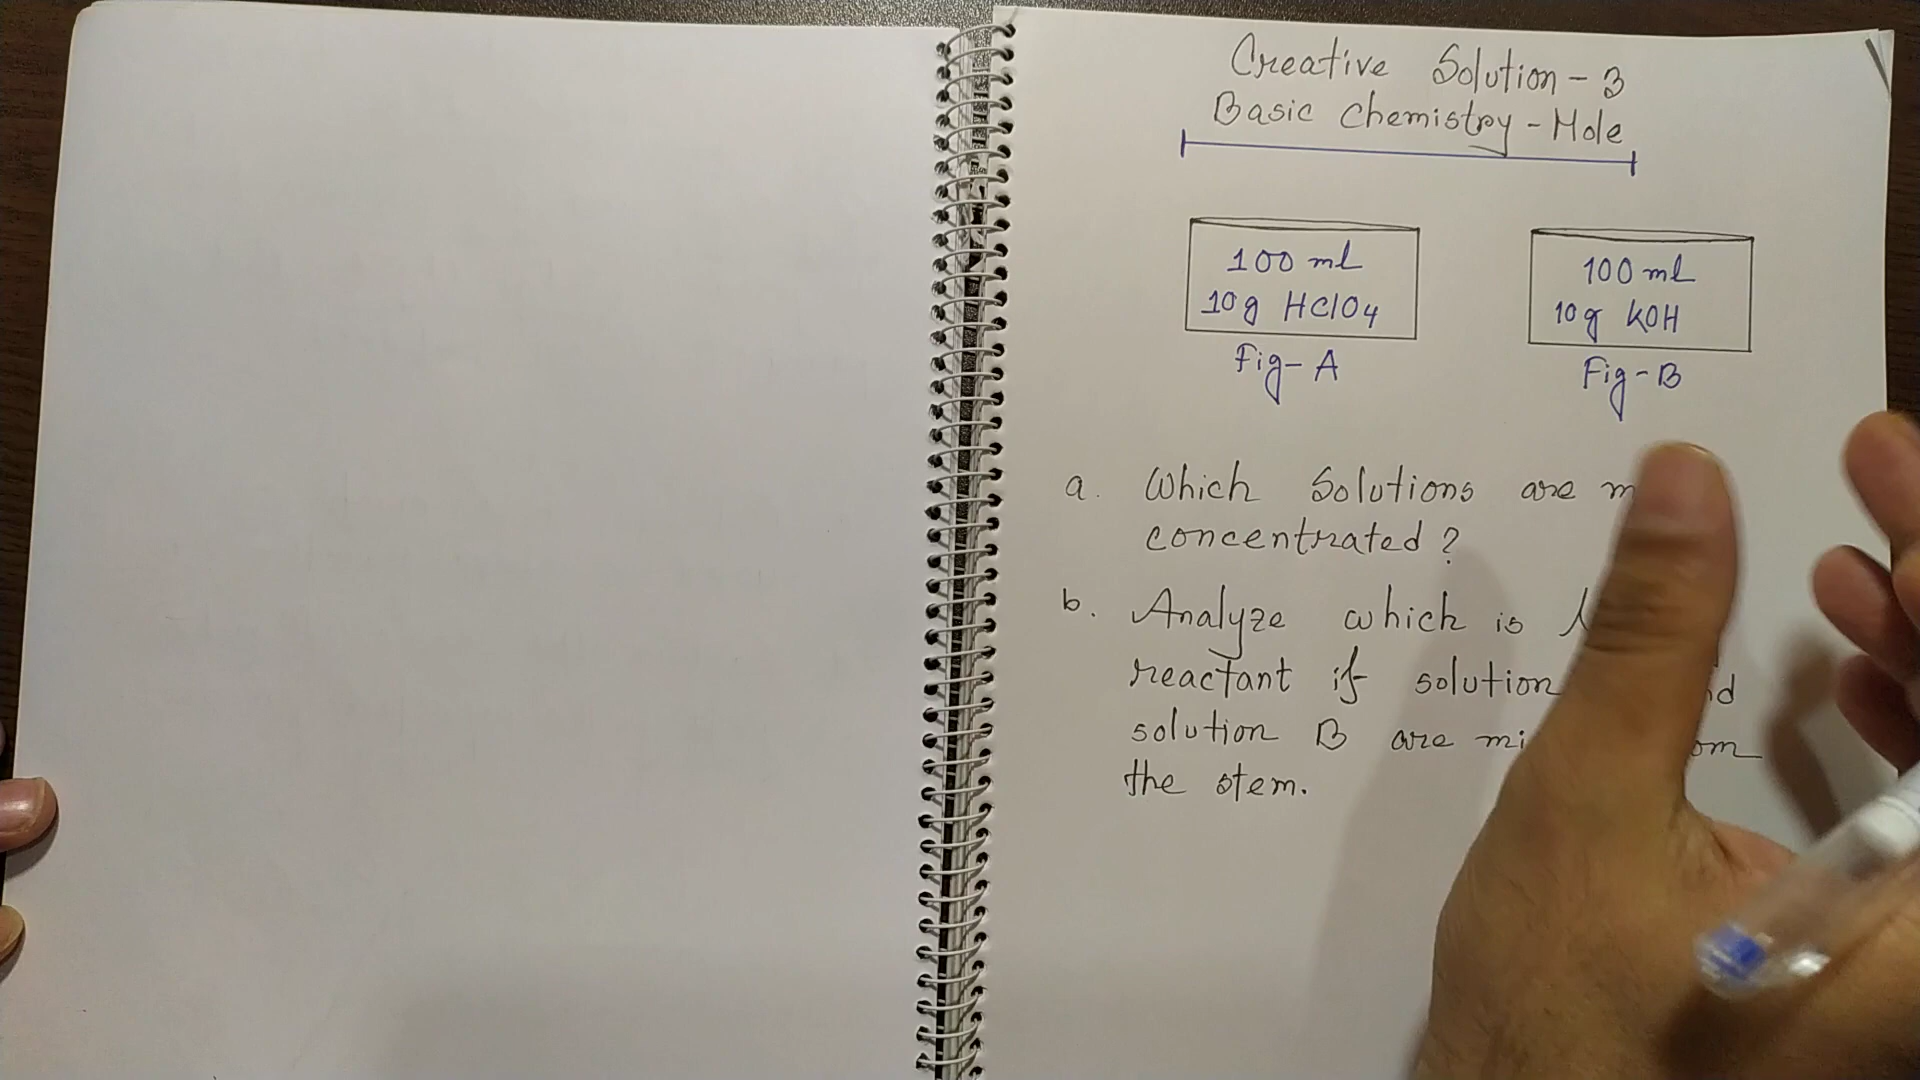 Creative Solution - 3
Basic Chemistry - Mole
100 ml
10g HClO4
Fig - A
100 ml
10g KOH
Fig - B
a. Which Solutions are
concentrated ?
b. Analyze which is
reactant if solution
solution B are
the stem.